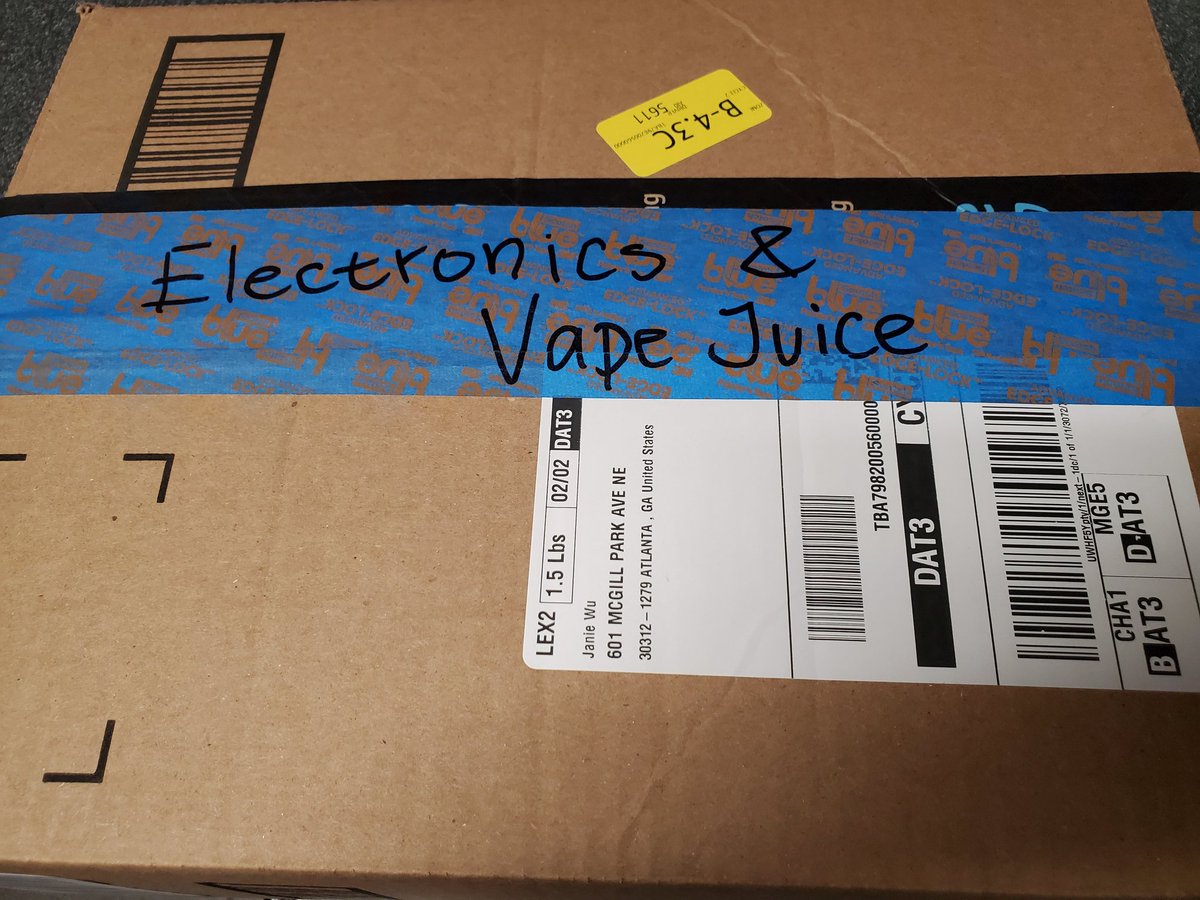 B-4.3C
5611
Electronics &
Vape Juice
LEX2 1.5 Lbs 02/02 DAT3
Janie Wu
601 MCGILL PARK AVE NE
30312-1279 ATLANTA , GA United States
TBA798200560000
DAT3
CY
MGE5
CHA1
B AT3
D AT3